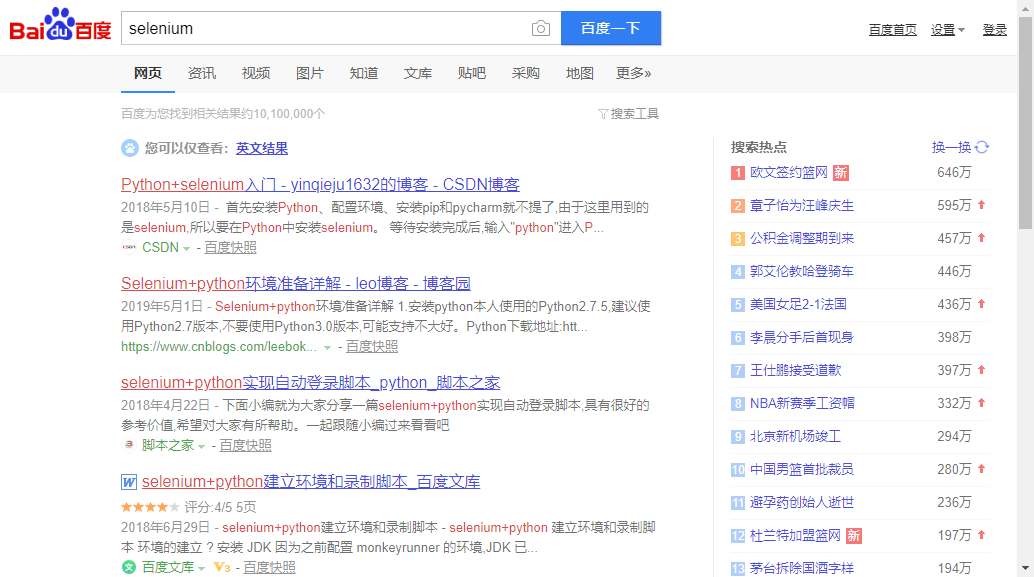 Bai du 百度 selenium 百度一下 百度首页 设置 登录
网页 资讯 视频 图片 知道 文库 贴吧 采购 地图 更多»
百度为您找到相关结果约10,100,000个 搜索工具
您可以仅查看：英文结果
Python+selenium入门 - yinqieju1632的博客 - CSDN博客
2018年5月10日 - 首先安装Python、配置环境、安装pip和pycharm就不提了,由于这里用到的
是selenium,所以要在Python中安装selenium。 等待安装完成后,输入"python"进入P...
CSDN - 百度快照
Selenium+python环境准备详解 - leo博客 - 博客园
2019年5月1日 - Selenium+python环境准备详解 1.安装python本人使用的Python2.7.5,建议使
用Python2.7版本,不要使用Python3.0版本,可能支持不大好。Python下载地址:htt...
https://www.cnblogs.com/leebok... - 百度快照
selenium+python实现自动登录脚本_python_脚本之家
2018年4月22日 - 下面小编就为大家分享一篇selenium+python实现自动登录脚本,具有很好的
参考价值,希望对大家有所帮助。一起跟随小编过来看看吧
脚本之家 - 百度快照
W selenium+python建立环境和录制脚本_百度文库
评分:4/5 5页
2018年6月29日 - selenium+python建立环境和录制脚本 - selenium+python 建立环境和录制脚
本 环境的建立 ? 安装 JDK 因为之前配置 monkeyrunner 的环境,JDK 已...
百度文库 V3 - 百度快照
搜索热点 换一换
1 欧文签约篮网 新 646万
2 章子怡为汪峰庆生 595万
3 公积金调整期到来 457万
4 郭艾伦教哈登骑车 446万
5 美国女足2-1法国 436万
6 李晨分手后首现身 398万
7 王仕鹏接受道歉 397万
8 NBA新赛季工资帽 332万
9 北京新机场竣工 294万
10 中国男篮首批裁员 280万
11 避孕药创始人逝世 236万
12 杜兰特加盟篮网 新 197万
13 茅台拆除国酒字样 194万